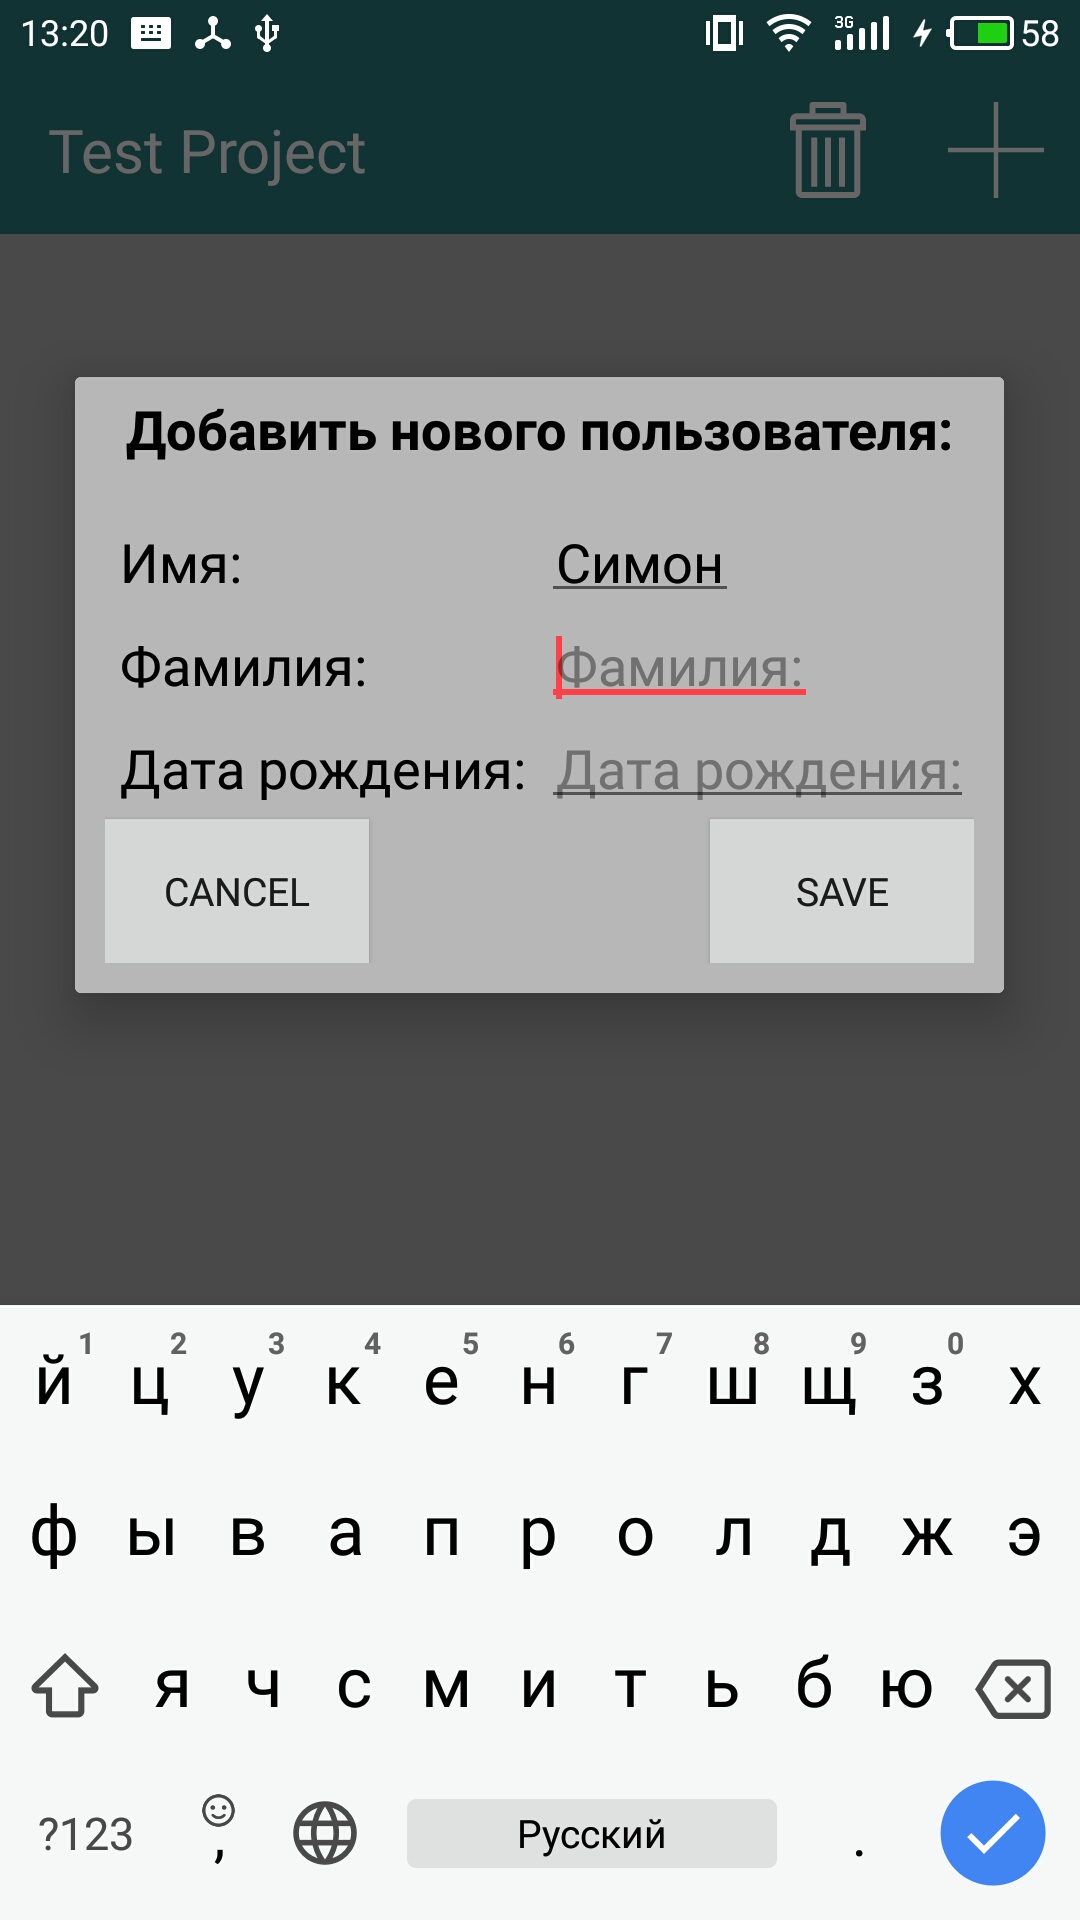 13:20 3G 58
Test Project
Добавить нового пользователя:
Имя: Симон
Фамилия: Фамилия:
Дата рождения: Дата рождения:
CANCEL SAVE
1 2 3 4 5 6 7 8 9 0
й ц у к е н г ш щ з х
ф ы в а п р о л д ж э
я ч с м и т ь б ю
?123 , Русский .